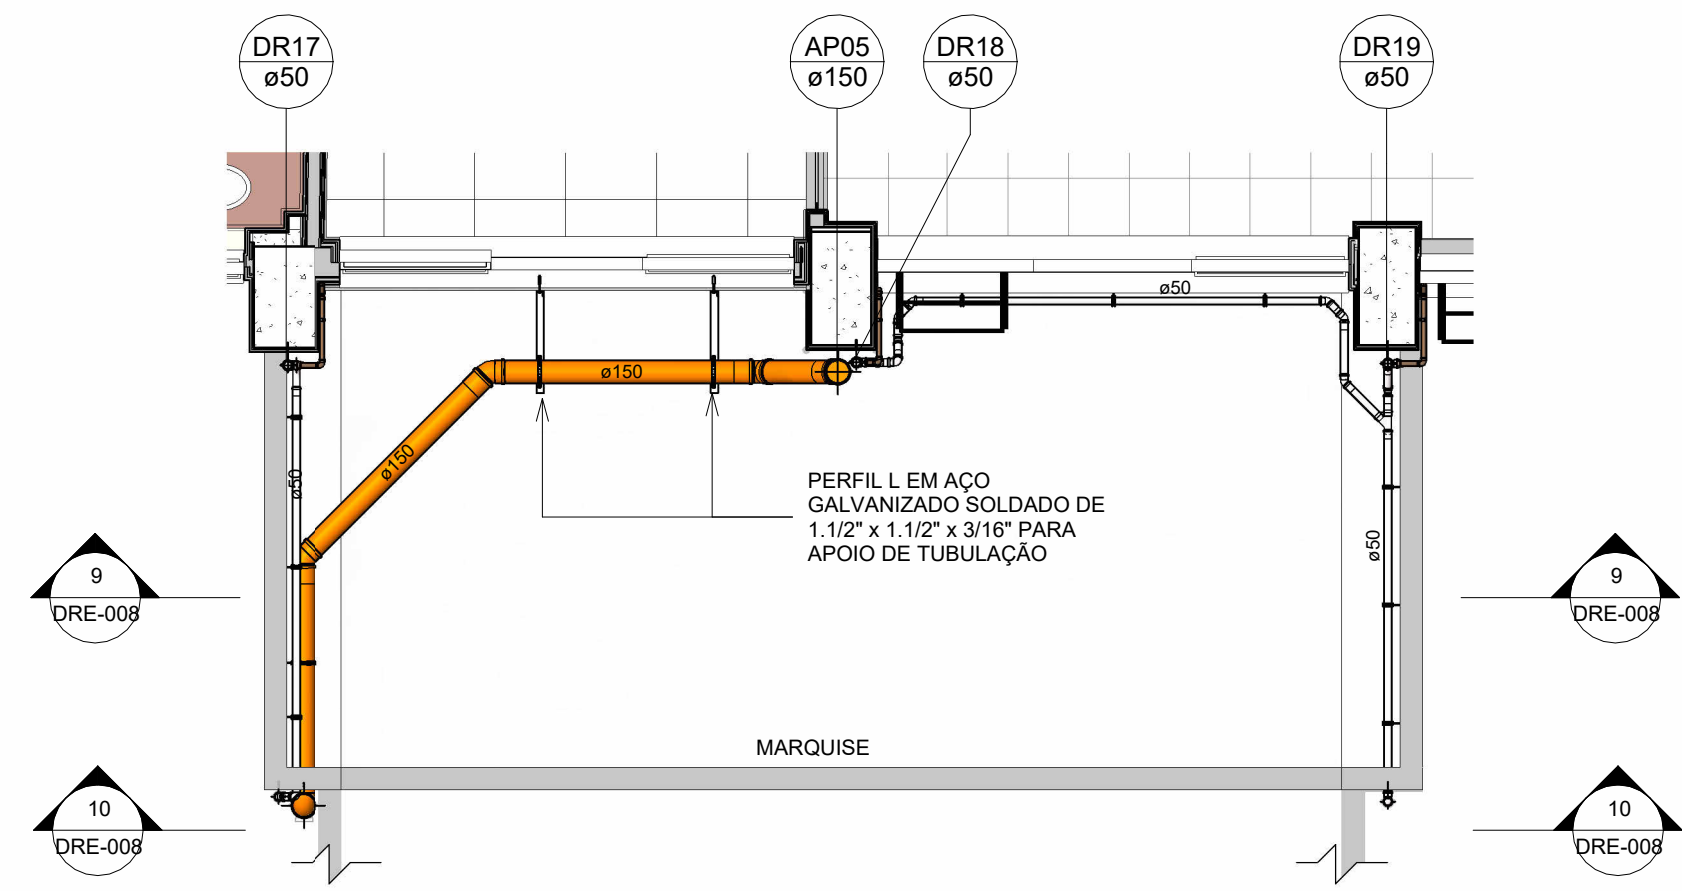 DR17
ø50
AP05
ø150
DR18
ø50
DR19
ø50
ø50
ø150
ø150
ø50
PERFIL L EM AÇO
GALVANIZADO SOLDADO DE
1.1/2" x 1.1/2" x 3/16" PARA
APOIO DE TUBULAÇÃO
ø50
9
DRE-008
9
DRE-008
MARQUISE
10
DRE-008
10
DRE-008